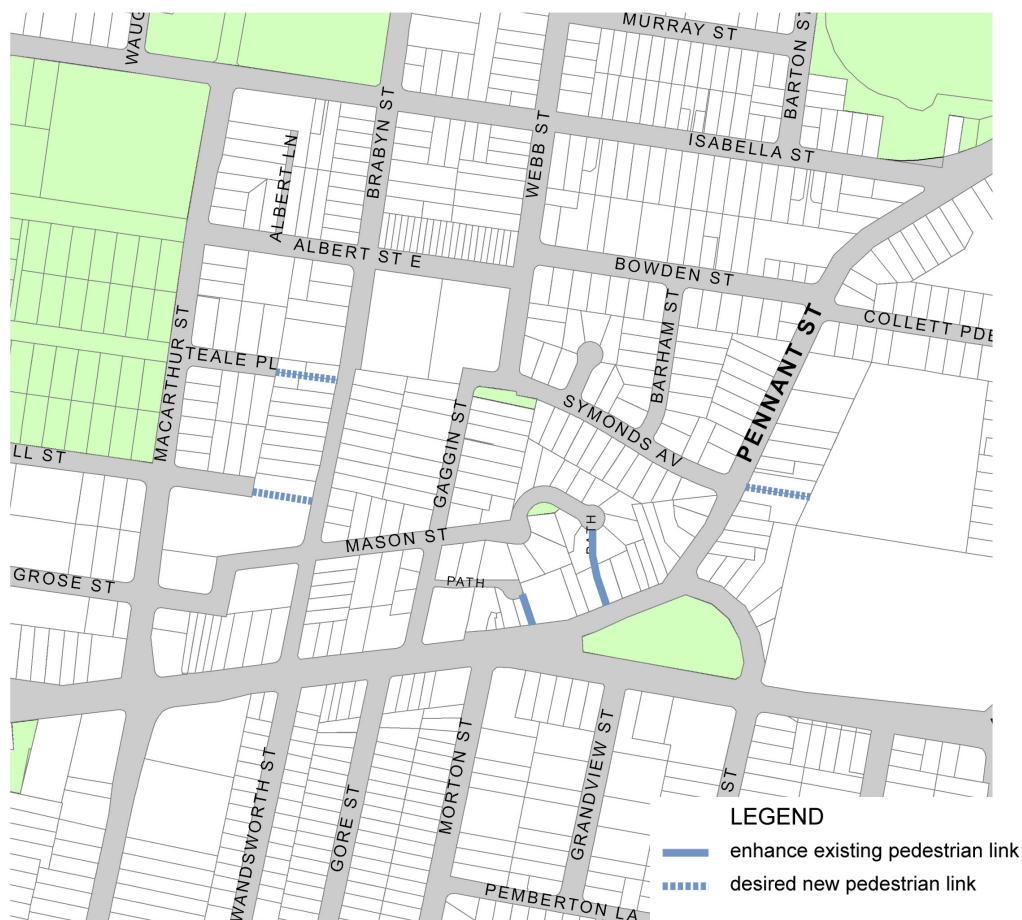 MURRAY ST
WAUG
BARTON ST
BRABYN ST
WEBB ST
ISABELLA ST
ALBERT LN
ALBERT ST E
BOWDEN ST
BARHAM ST
PENNANT ST
COLLETT PDE
MACARTHUR ST
TEALE PL
SYMONDS AV
GAGGIN ST
LL ST
MASON ST
PATH
GROSE ST
PATH
WANDSWORTH ST
GORE ST
MORTON ST
GRANDVIEW ST
ST
PEMBERTON LA
LEGEND
enhance existing pedestrian link
desired new pedestrian link